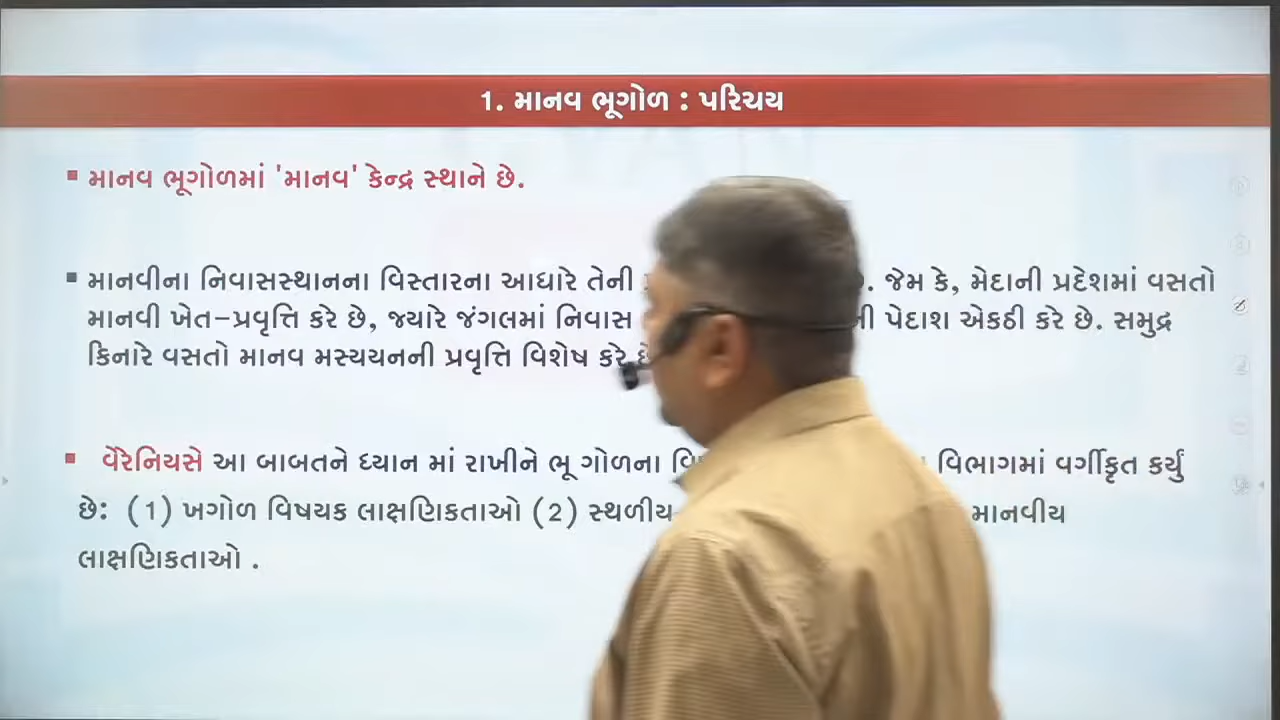 1. માનવ ભૂગોળ : પરિચય
▪ માનવ ભૂગોળમાં 'માનવ' કેન્દ્ર સ્થાને છે.
▪ માનવીના નિવાસસ્થાનના વિસ્તારના આધારે તેની . જેમ કે, મેદાની પ્રદેશમાં વસતો
માનવી ખેત-પ્રવૃત્તિ કરે છે, જ્યારે જંગલમાં નિવાસ પેદાશ એકઠી કરે છે. સમુદ્ર
કિનારે વસતો માનવ મસ્યયનની પ્રવૃત્તિ વિશેષ કરે
▪ વૅરેનિયસે આ બાબતને ધ્યાન માં રાખીને ભૂ ગોળના વિભાગમાં વર્ગીકૃત કર્યું
છે: (1) ખગોળ વિષયક લાક્ષણિકતાઓ (2) સ્થળીય માનવીય
લાક્ષણિકતાઓ .